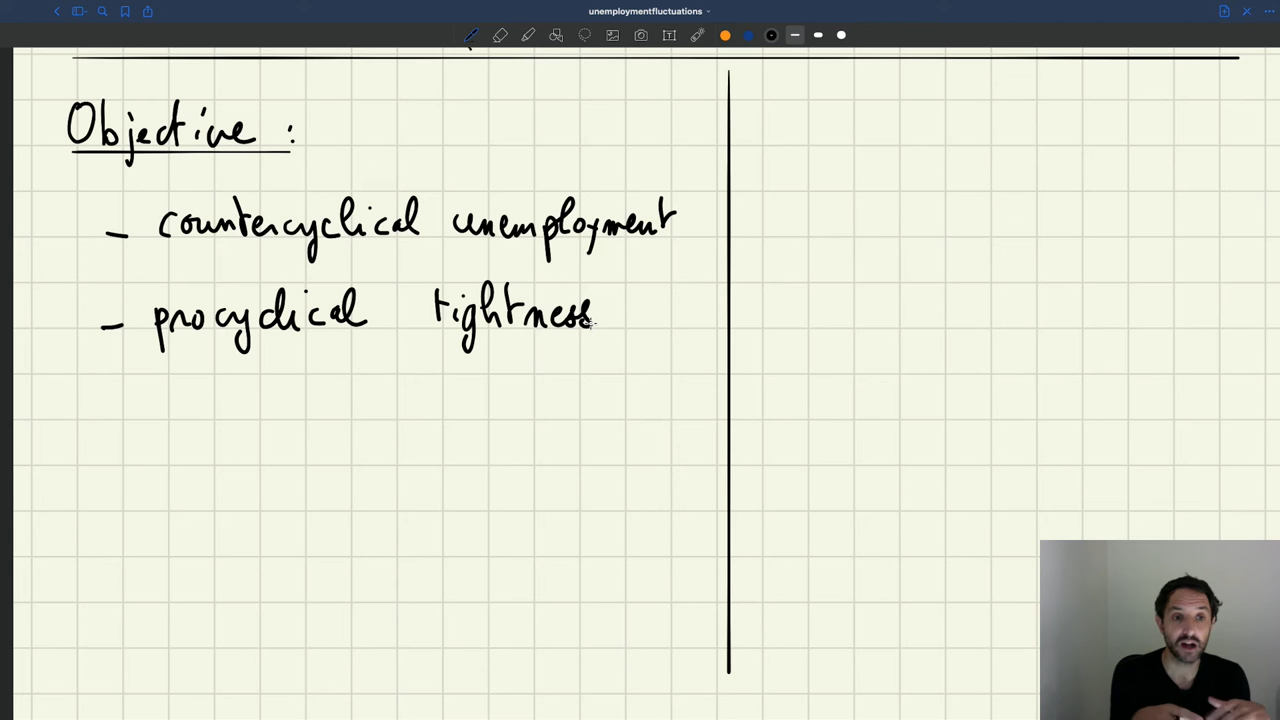 unemploymentfluctuations
Objective :
- countercyclical unemployment
- procyclical tightness